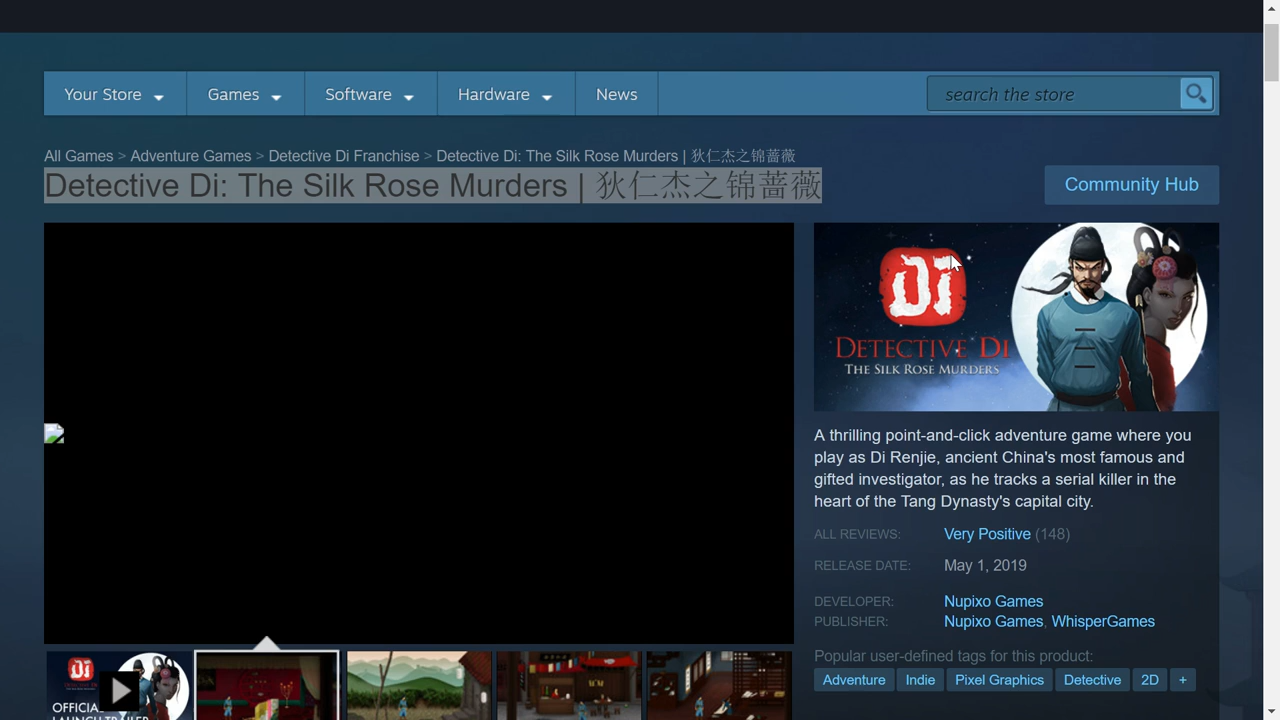 Your Store
Games
Software
Hardware
News
search the store
All Games > Adventure Games > Detective Di Franchise > Detective Di: The Silk Rose Murders | 狄仁杰之锦蔷薇
Detective Di: The Silk Rose Murders | 狄仁杰之锦蔷薇
Community Hub
Di
DETECTIVE DI
THE SILK ROSE MURDERS
A thrilling point-and-click adventure game where you
play as Di Renjie, ancient China's most famous and
gifted investigator, as he tracks a serial killer in the
heart of the Tang Dynasty's capital city.
ALL REVIEWS: Very Positive (148)
RELEASE DATE: May 1, 2019
DEVELOPER: Nupixo Games
PUBLISHER: Nupixo Games, WhisperGames
Popular user-defined tags for this product:
Adventure
Indie
Pixel Graphics
Detective
2D
+
Di
OFFICIAL
LAUNCH TRAILER